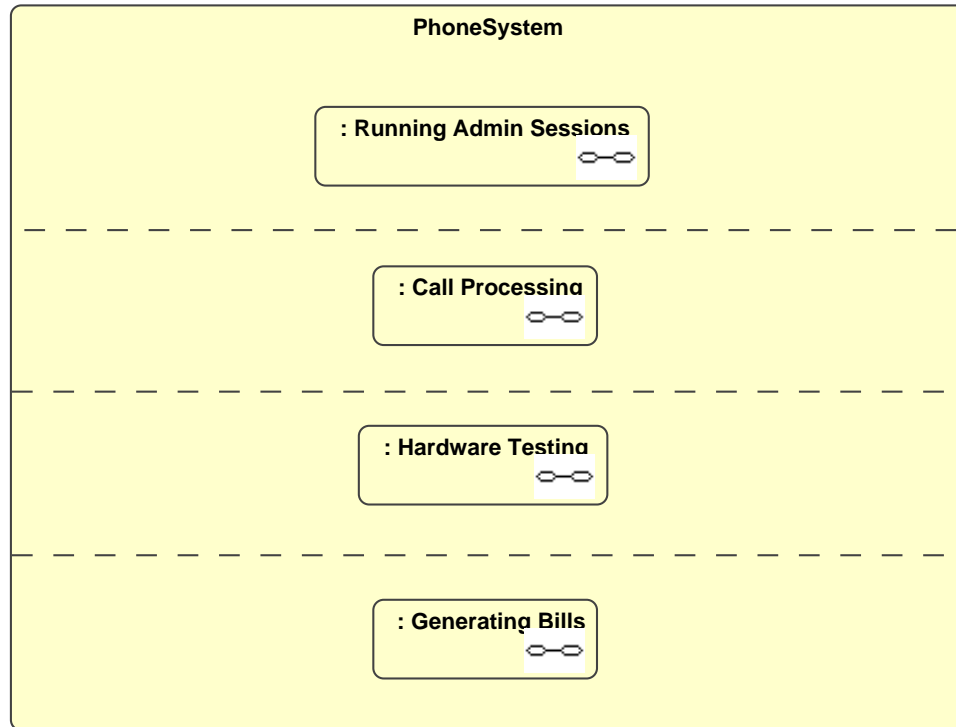 PhoneSystem
: Running Admin Sessions
: Call Processing
: Hardware Testing
: Generating Bills